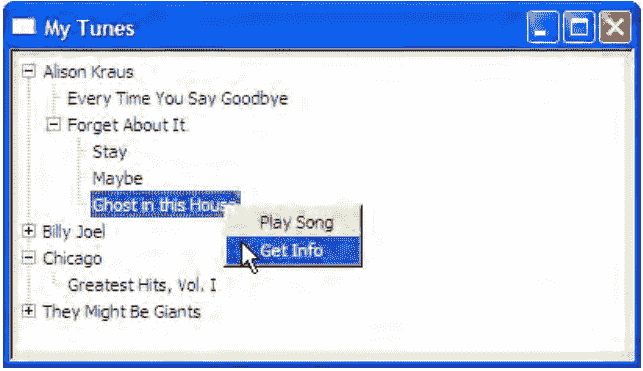 My Tunes
Alison Kraus
Every Time You Say Goodbye
Forget About It
Stay
Maybe
Ghost in this House
Play Song
Billy Joel
Get Info
Chicago
Greatest Hits, Vol. I
They Might Be Giants